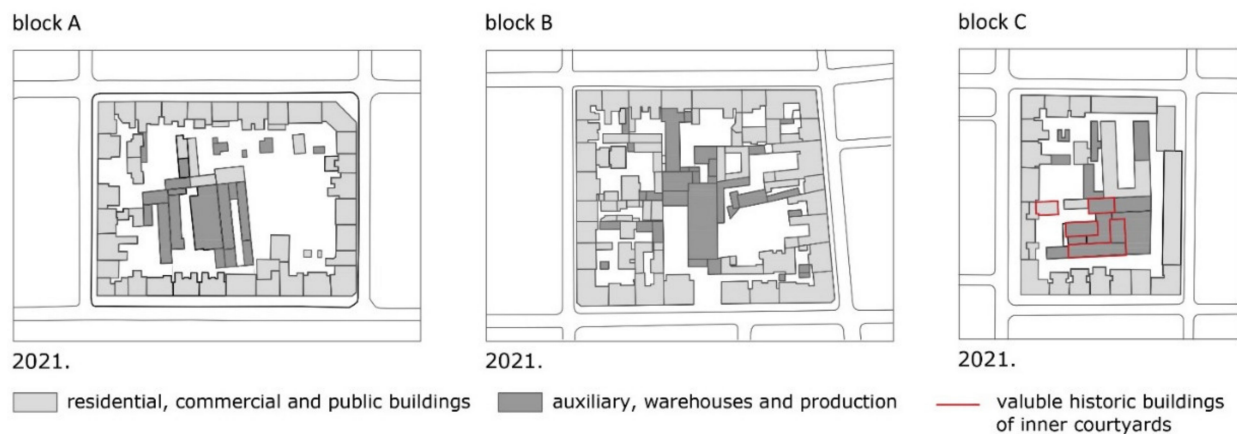 block A
block B
block C
2021.
2021.
2021.
residential, commercial and public buildings
auxiliary, warehouses and production
valuble historic buildings
of inner courtyards